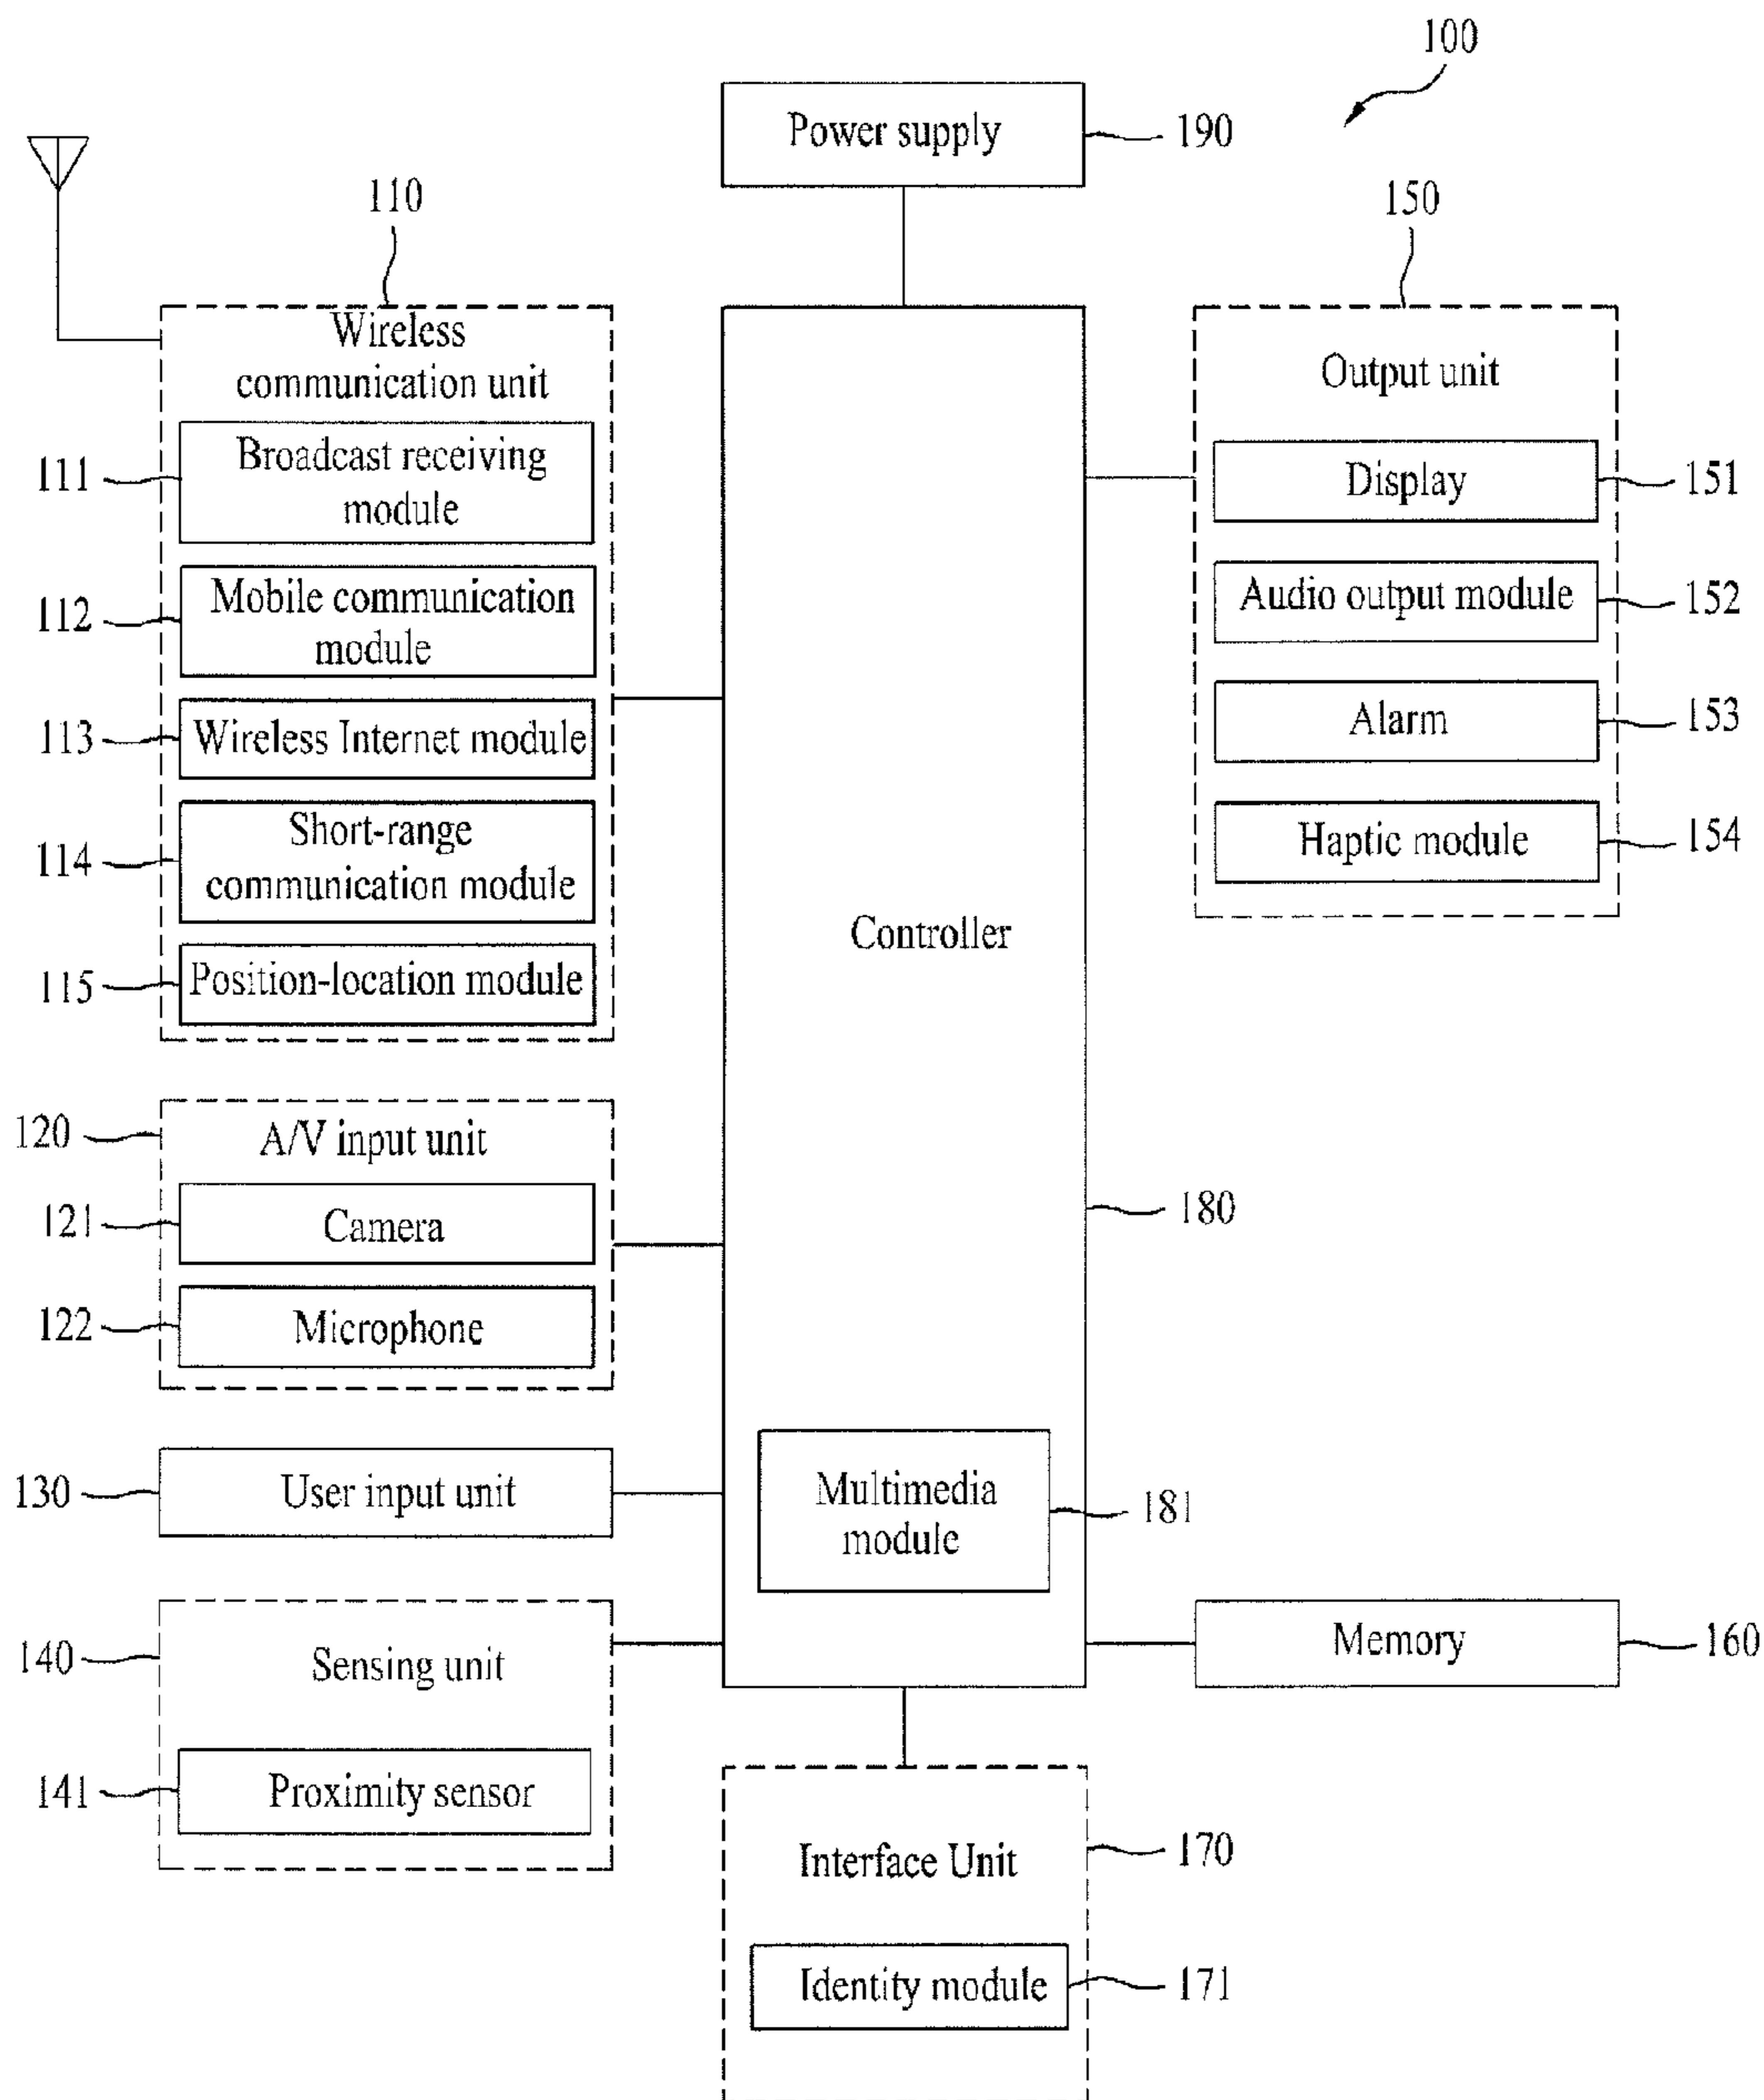 100
Power supply
190
110
150
Wireless
communication unit
Output unit
111
Broadcast receiving
module
Display
151
112
Mobile communication
module
Audio output module
152
113
Wireless Internet module
Alarm
153
114
Short-range
communication module
Haptic module
154
Controller
115
Position-location module
120
A/V input unit
121
Camera
180
122
Microphone
130
User input unit
Multimedia
module
181
140
Sensing unit
Memory
160
141
Proximity sensor
Interface Unit
170
Identity module
171